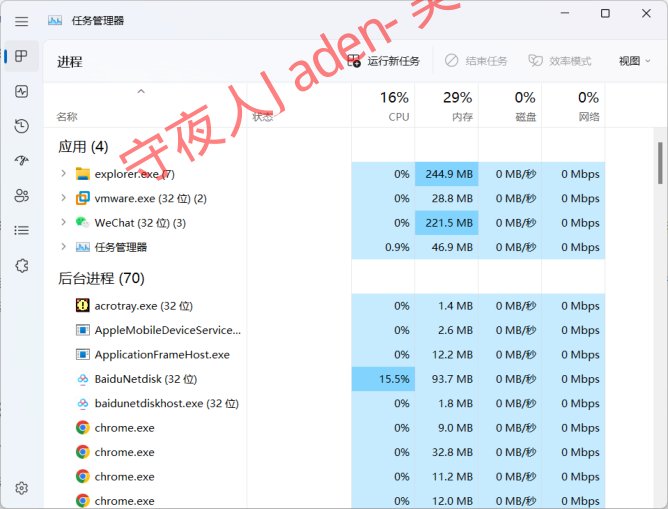 任务管理器
进程
运行新任务
结束任务
效率模式
视图
16% 29% 0% 0%
名称 状态 CPU 内存 磁盘 网络
守夜人J aden-
应用 (4)
explorer.exe (7) 0% 244.9 MB 0 MB/秒 0 Mbps
vmware.exe (32 位) (2) 0% 28.8 MB 0 MB/秒 0 Mbps
WeChat (32 位) (3) 0% 221.5 MB 0 MB/秒 0 Mbps
任务管理器 0.9% 46.9 MB 0 MB/秒 0 Mbps
后台进程 (70)
acrotray.exe (32 位) 0% 1.4 MB 0 MB/秒 0 Mbps
AppleMobileDeviceService... 0% 2.6 MB 0 MB/秒 0 Mbps
ApplicationFrameHost.exe 0% 12.2 MB 0 MB/秒 0 Mbps
BaiduNetdisk (32 位) 15.5% 93.7 MB 0 MB/秒 0 Mbps
baidunetdiskhost.exe (32 位) 0% 1.8 MB 0 MB/秒 0 Mbps
chrome.exe 0% 9.0 MB 0 MB/秒 0 Mbps
chrome.exe 0% 32.8 MB 0 MB/秒 0 Mbps
chrome.exe 0% 11.2 MB 0 MB/秒 0 Mbps
chrome.exe 0% 12.0 MB 0 MB/秒 0 Mbps